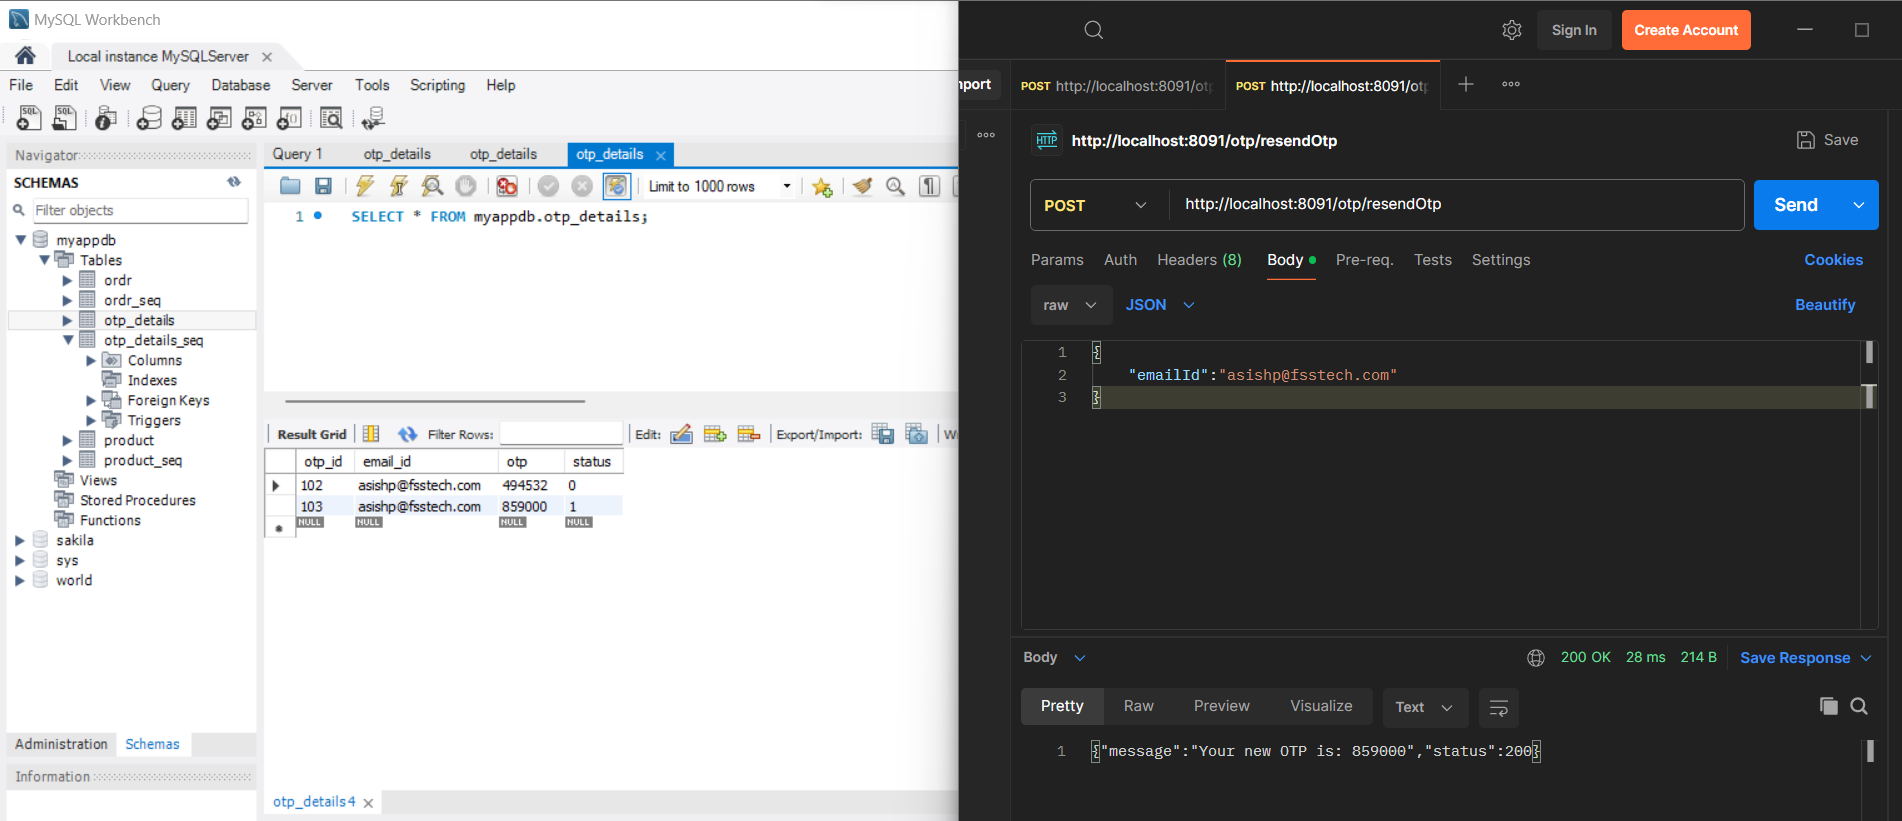 MySQL Workbench
Local instance MySQLServer
File Edit View Query Database Server Tools Scripting Help
Navigator
SCHEMAS
Filter objects
myappdb
Tables
ordr
ordr_seq
otp_details
otp_details_seq
Columns
Indexes
Foreign Keys
Triggers
product
product_seq
Views
Stored Procedures
Functions
sakila
sys
world
Administration Schemas
Information
Query 1 otp_details otp_details otp_details
Limit to 1000 rows
1 SELECT * FROM myappdb.otp_details;
Result Grid Filter Rows: Edit: Export/Import:
otp_id email_id otp status
102 asishp@fsstech.com 494532 0
103 asishp@fsstech.com 859000 1
NULL NULL NULL NULL
otp_details4
Sign In Create Account
nport POST http://localhost:8091/otp POST http://localhost:8091/otp
HTTP http://localhost:8091/otp/resendOtp Save
POST http://localhost:8091/otp/resendOtp Send
Params Auth Headers (8) Body Pre-req. Tests Settings Cookies
raw JSON Beautify
1 {
2 "emailId":"asishp@fsstech.com"
3 }
Body 200 OK 28 ms 214 B Save Response
Pretty Raw Preview Visualize Text
1 {"message":"Your new OTP is: 859000","status":200}